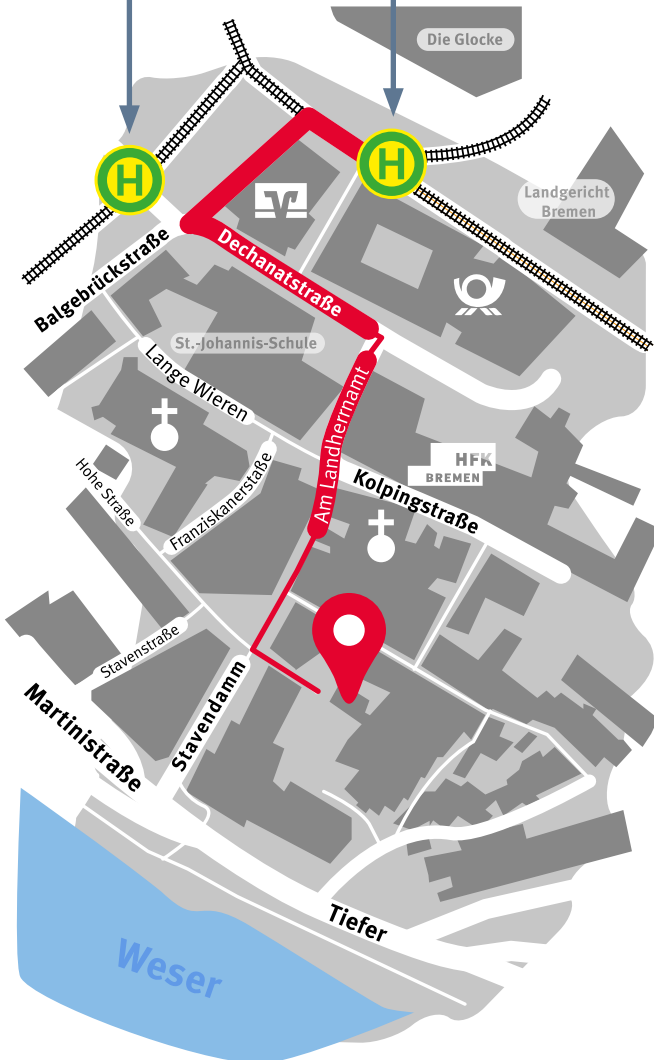 Die Glocke
H
H
Landgericht
Bremen
Balgebrückstraße
Dechanatstraße
St.-Johannis-Schule
Lange Wieren
Am Landherrnamt
HFK
BREMEN
Kolpingstraße
Hohe Straße
Franziskanerstaße
Stavenstraße
Stavendamm
Martinistraße
Tiefer
Weser